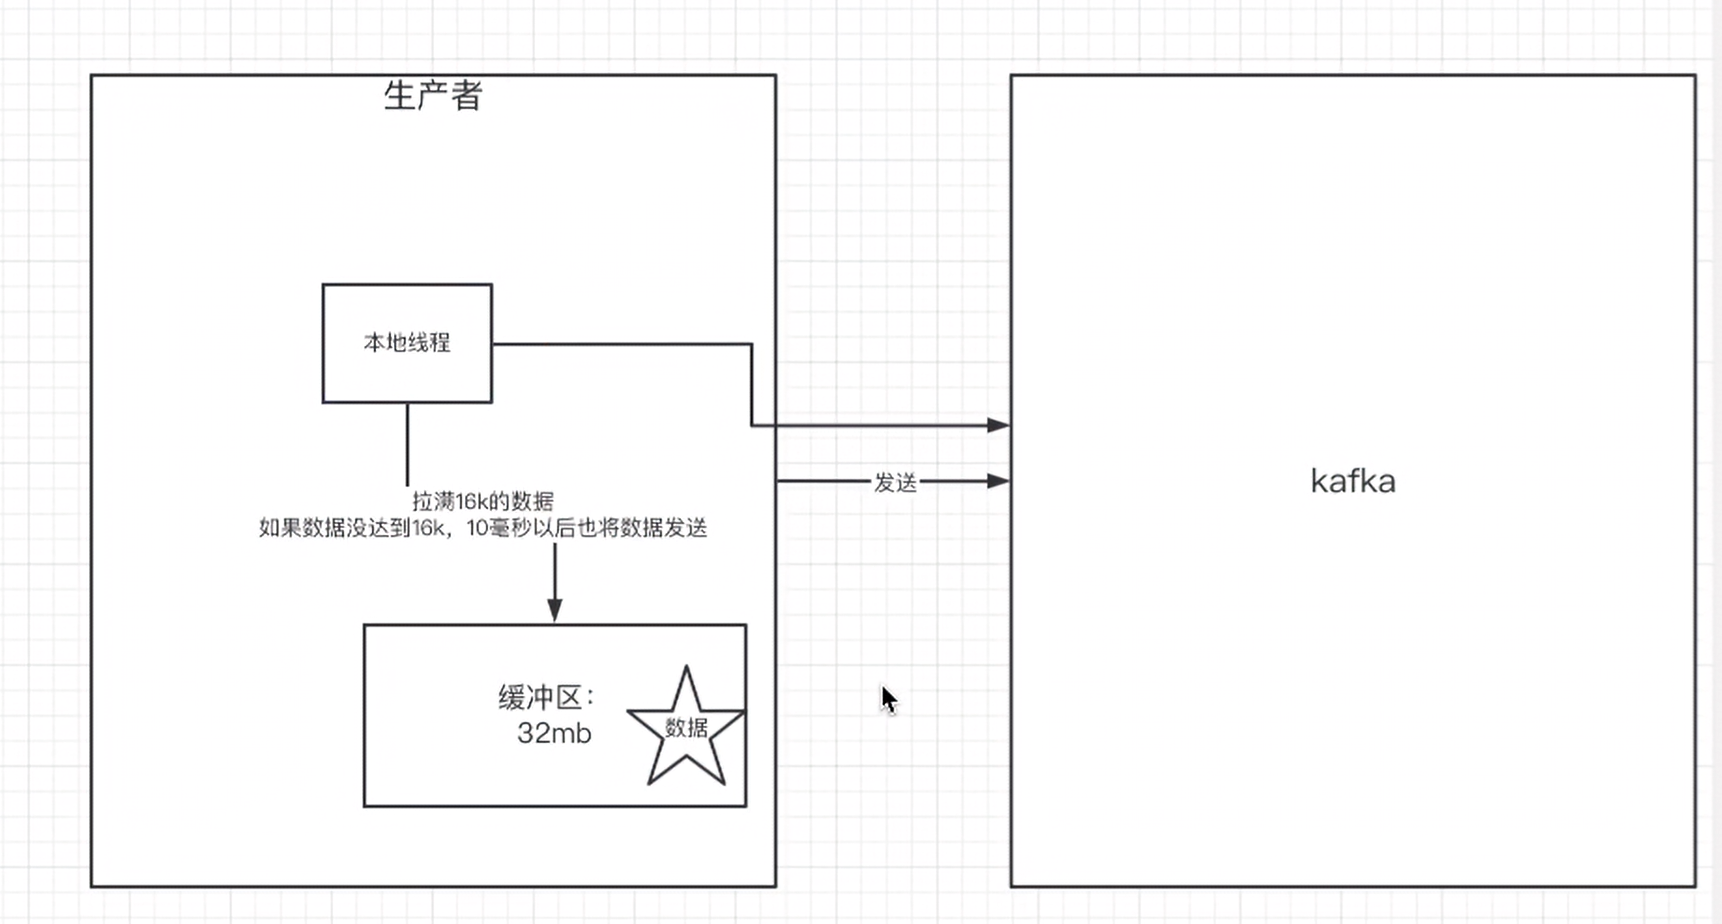 生产者
本地线程
拉满16k的数据
如果数据没达到16k，10毫秒以后也将数据发送
发送
kafka
缓冲区：
32mb
数据